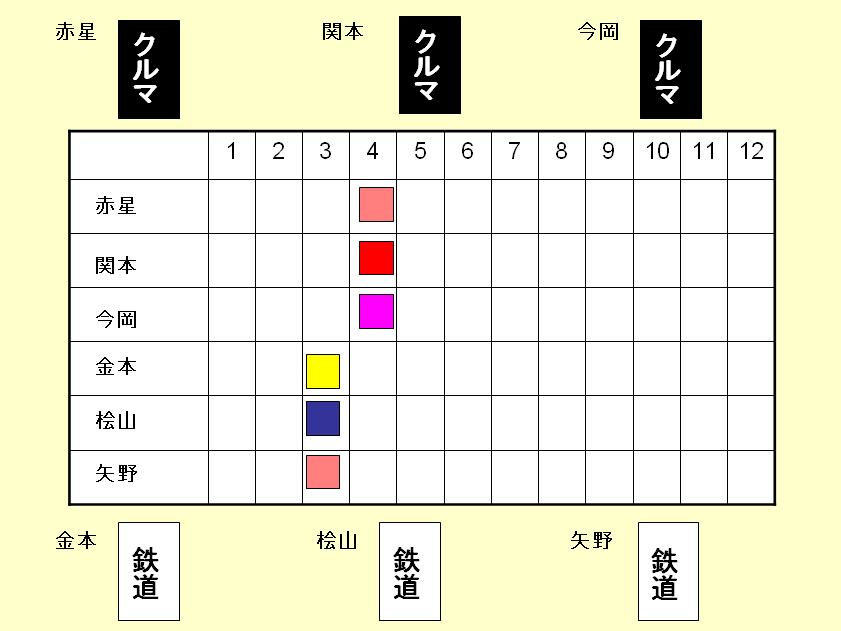 赤星 クルマ 関本 クルマ 今岡 クルマ
1 2 3 4 5 6 7 8 9 10 11 12
赤星
関本
今岡
金本
桧山
矢野
金本 鉄道 桧山 鉄道 矢野 鉄道